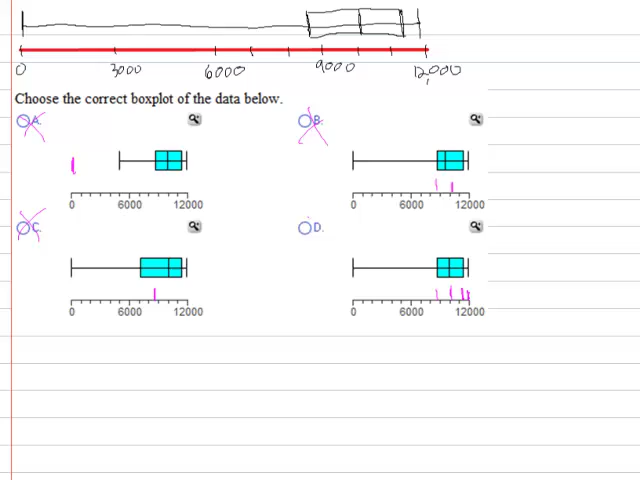 0 3000 6000 9000 12,000
Choose the correct boxplot of the data below.
A. B.
0 6000 12000 0 6000 12000
C. D.
0 6000 12000 0 6000 12000